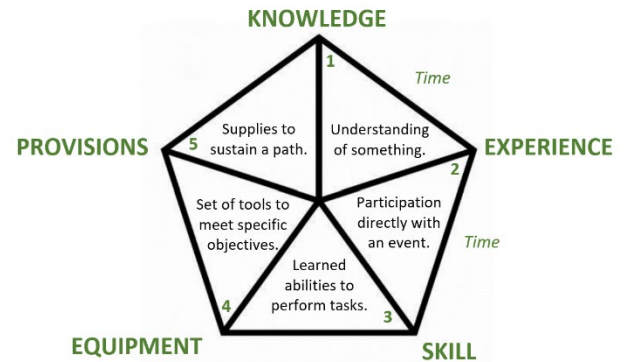 KNOWLEDGE
1
Time
Understanding
of something.
EXPERIENCE
2
Participation
directly with
an event.
Time
Learned
abilities to
perform tasks.
3
SKILL
Set of tools to
meet specific
objectives.
4
EQUIPMENT
PROVISIONS
5
Supplies to
sustain a path.